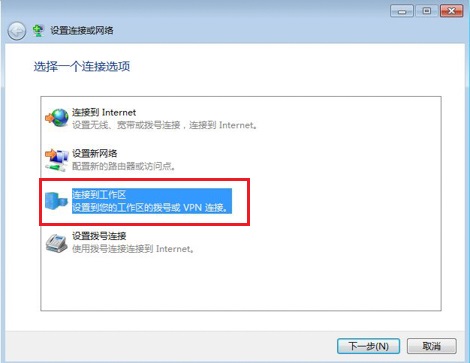 设置连接或网络
选择一个连接选项
连接到 Internet
设置无线、宽带或拨号连接，连接到 Internet。
设置新网络
配置新的路由器或访问点。
连接到工作区
设置到您的工作区的拨号或 VPN 连接。
设置拨号连接
使用拨号连接连接到 Internet。
下一步(N)
取消